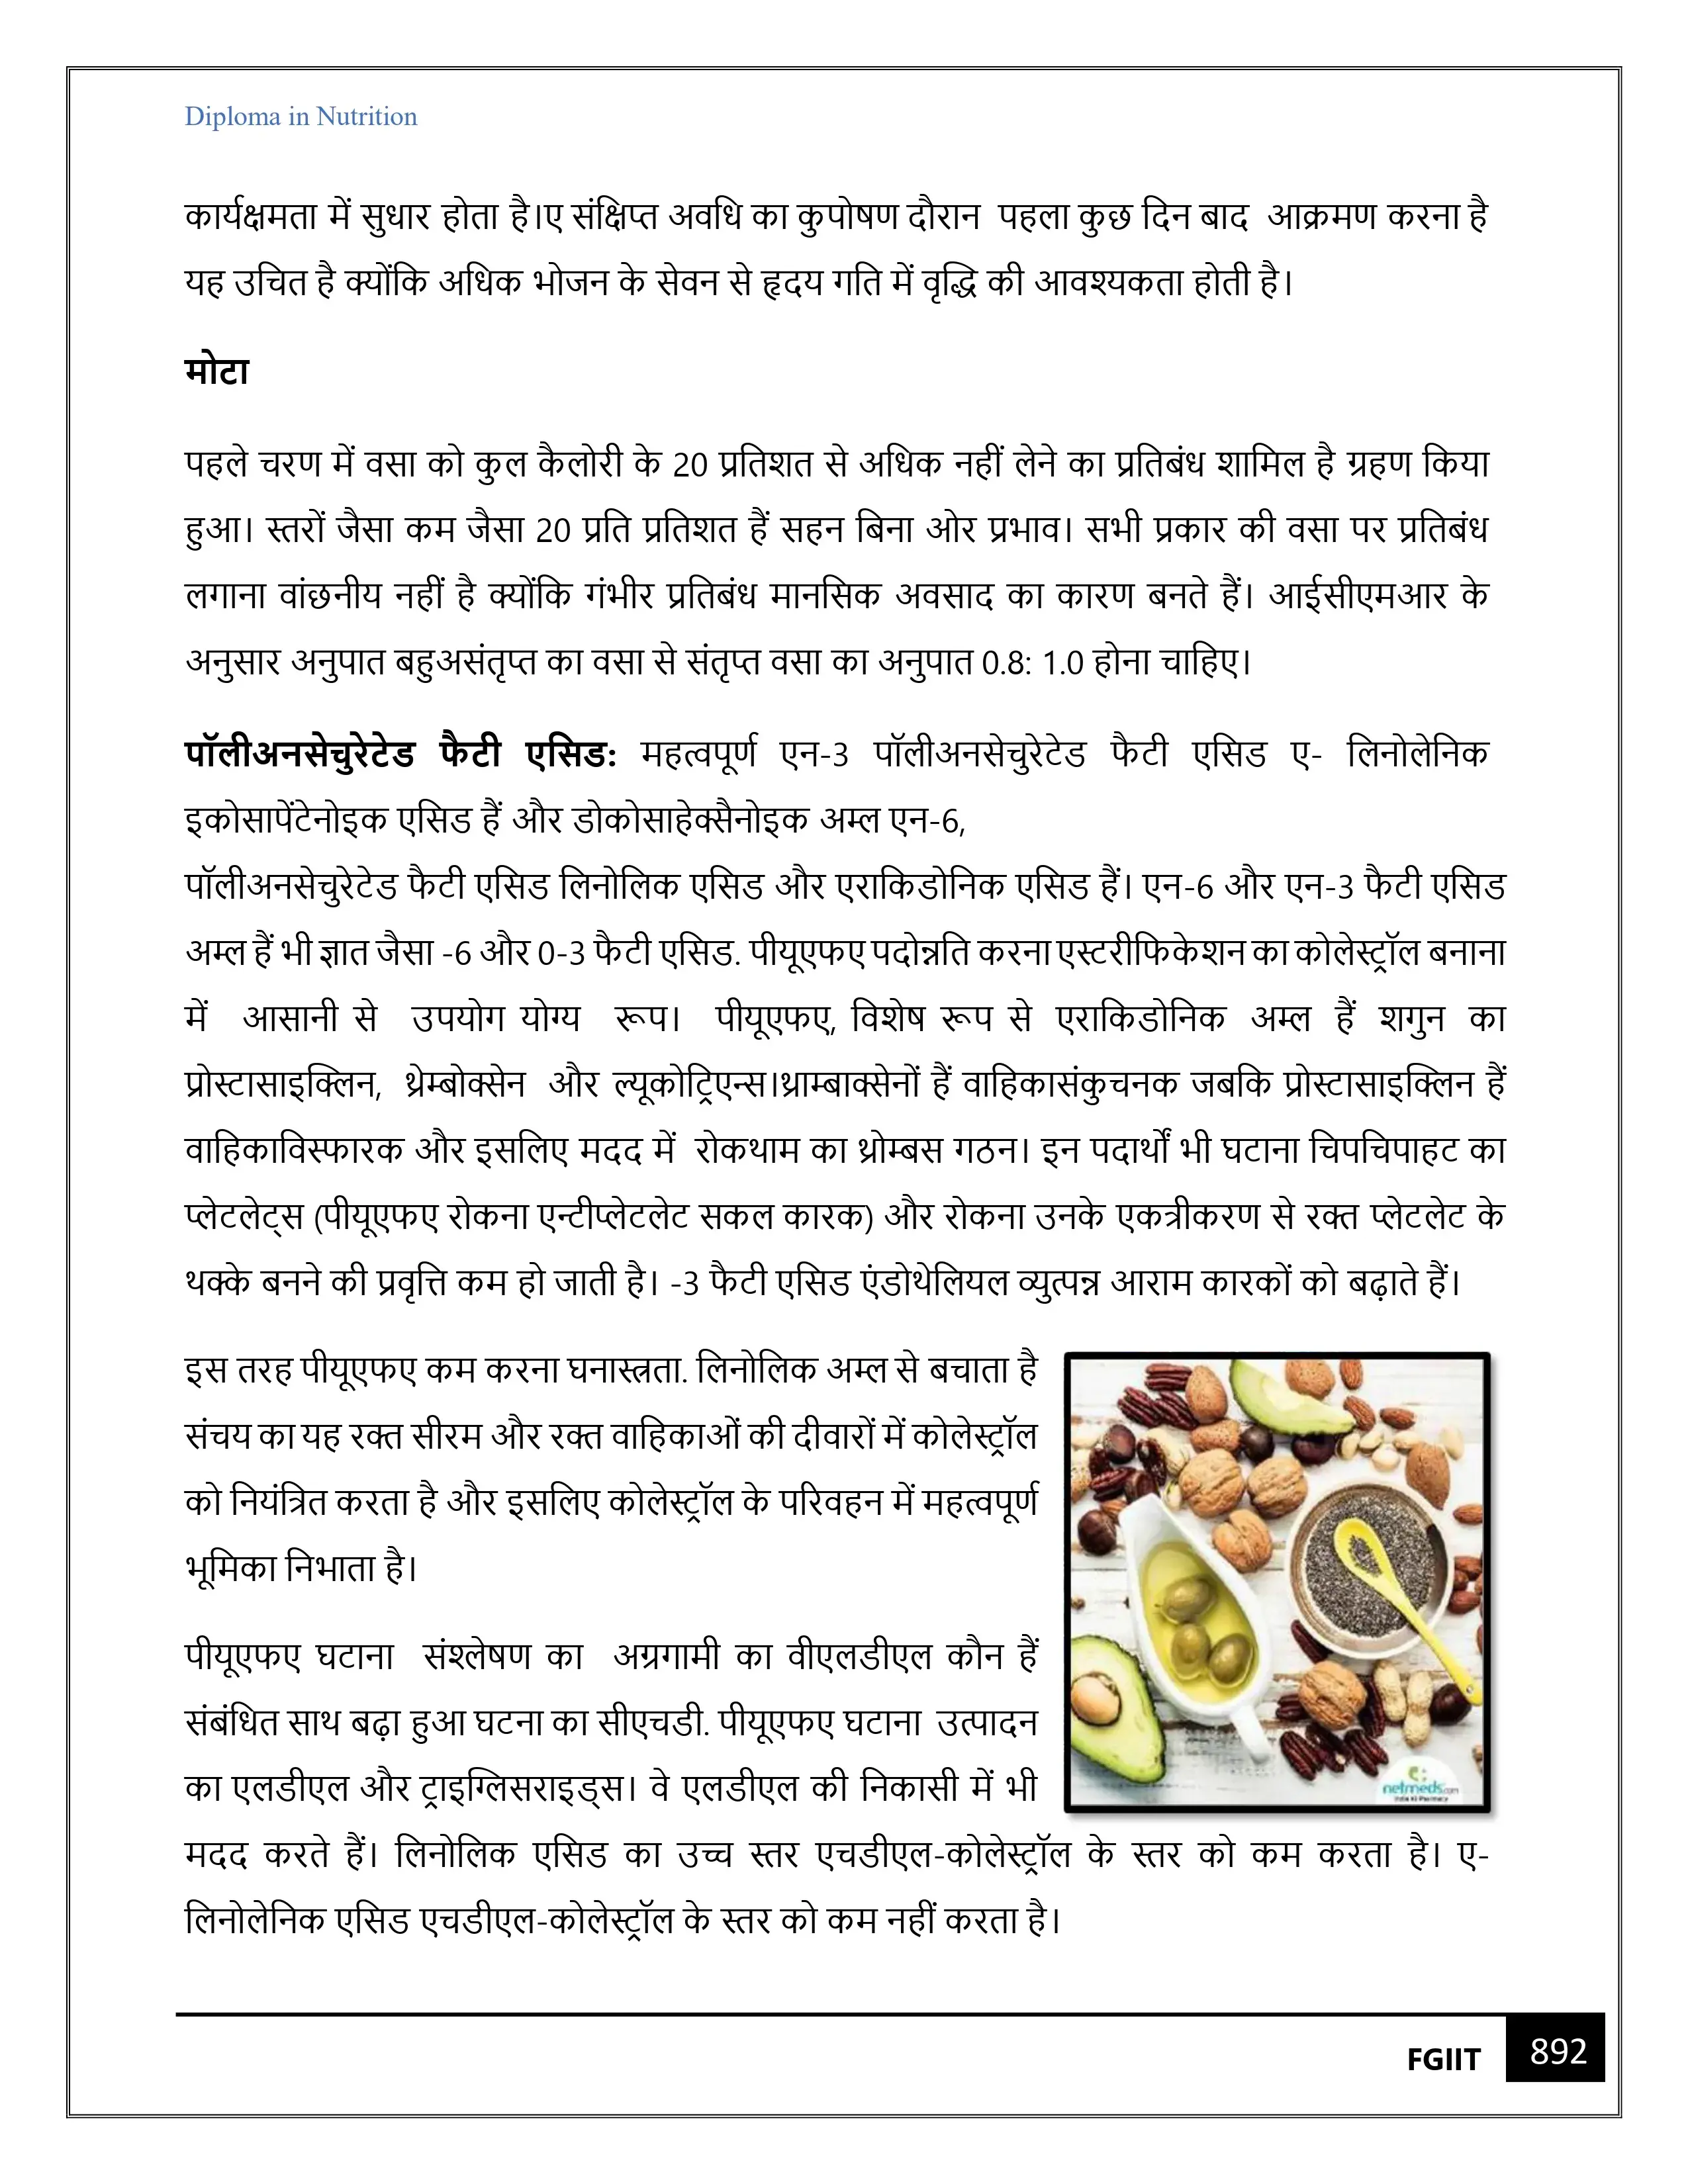 Diploma in Nutrition
कार्यक्षमता में सुधार होता है।ए संक्षिप्त अवधि का कुपोषण दौरान पहला कुछ दिन बाद आक्रमण करना है
यह उचित है क्योंकि अधिक भोजन के सेवन से हृदय गति में वृद्धि की आवश्यकता होती है।
मोटा
पहले चरण में वसा को कुल कैलोरी के 20 प्रतिशत से अधिक नहीं लेने का प्रतिबंध शामिल है ग्रहण किया
हुआ। स्तरों जैसा कम जैसा 20 प्रति प्रतिशत हैं सहन बिना ओर प्रभाव। सभी प्रकार की वसा पर प्रतिबंध
लगाना वांछनीय नहीं है क्योंकि गंभीर प्रतिबंध मानसिक अवसाद का कारण बनते हैं। आईसीएमआर के
अनुसार अनुपात बहुअसंतृप्त का वसा से संतृप्त वसा का अनुपात 0.8: 1.0 होना चाहिए।
पॉलीअनसेचुरेटेड फैटी एसिड: महत्वपूर्ण एन-3 पॉलीअनसेचुरेटेड फैटी एसिड ए- लिनोलेनिक
इकोसापेंटेनोइक एसिड हैं और डोकोसाहेक्सैनोइक अम्ल एन-6,
पॉलीअनसेचुरेटेड फैटी एसिड लिनोलिक एसिड और एराकिडोनिक एसिड हैं। एन-6 और एन-3 फैटी एसिड
अम्ल हैं भी ज्ञात जैसा -6 और 0-3 फैटी एसिड. पीयूएफए पदोन्नति करना एस्टरीफिकेशन का कोलेस्ट्रॉल बनाना
में आसानी से उपयोग योग्य रूप। पीयूएफए, विशेष रूप से एराकिडोनिक अम्ल हैं शगुन का
प्रोस्टासाइक्लिन, थ्रेम्बोक्सेन और ल्यूकोट्रिएन्स।थ्राम्बाक्सेनों हैं वाहिकासंकुचनक जबकि प्रोस्टासाइक्लिन हैं
वाहिकाविस्फारक और इसलिए मदद में रोकथाम का थ्रोम्बस गठन। इन पदार्थों भी घटाना चिपचिपाहट का
प्लेटलेट्स (पीयूएफए रोकना एन्टीप्लेटलेट सकल कारक) और रोकना उनके एकत्रीकरण से रक्त प्लेटलेट के
थक्के बनने की प्रवृत्ति कम हो जाती है। -3 फैटी एसिड एंडोथेलियल व्युत्पन्न आराम कारकों को बढ़ाते हैं।
इस तरह पीयूएफए कम करना घनास्त्रता. लिनोलिक अम्ल से बचाता है
संचय का यह रक्त सीरम और रक्त वाहिकाओं की दीवारों में कोलेस्ट्रॉल
को नियंत्रित करता है और इसलिए कोलेस्ट्रॉल के परिवहन में महत्वपूर्ण
भूमिका निभाता है।
पीयूएफए घटाना संश्लेषण का अग्रगामी का वीएलडीएल कौन हैं
संबंधित साथ बढ़ा हुआ घटना का सीएचडी. पीयूएफए घटाना उत्पादन
का एलडीएल और ट्राइग्लिसराइड्स। वे एलडीएल की निकासी में भी
मदद करते हैं। लिनोलिक एसिड का उच्च स्तर एचडीएल-कोलेस्ट्रॉल के स्तर को कम करता है। ए-
लिनोलेनिक एसिड एचडीएल-कोलेस्ट्रॉल के स्तर को कम नहीं करता है।
netmeds.com
India Ki Pharmacy
FGIIT 892